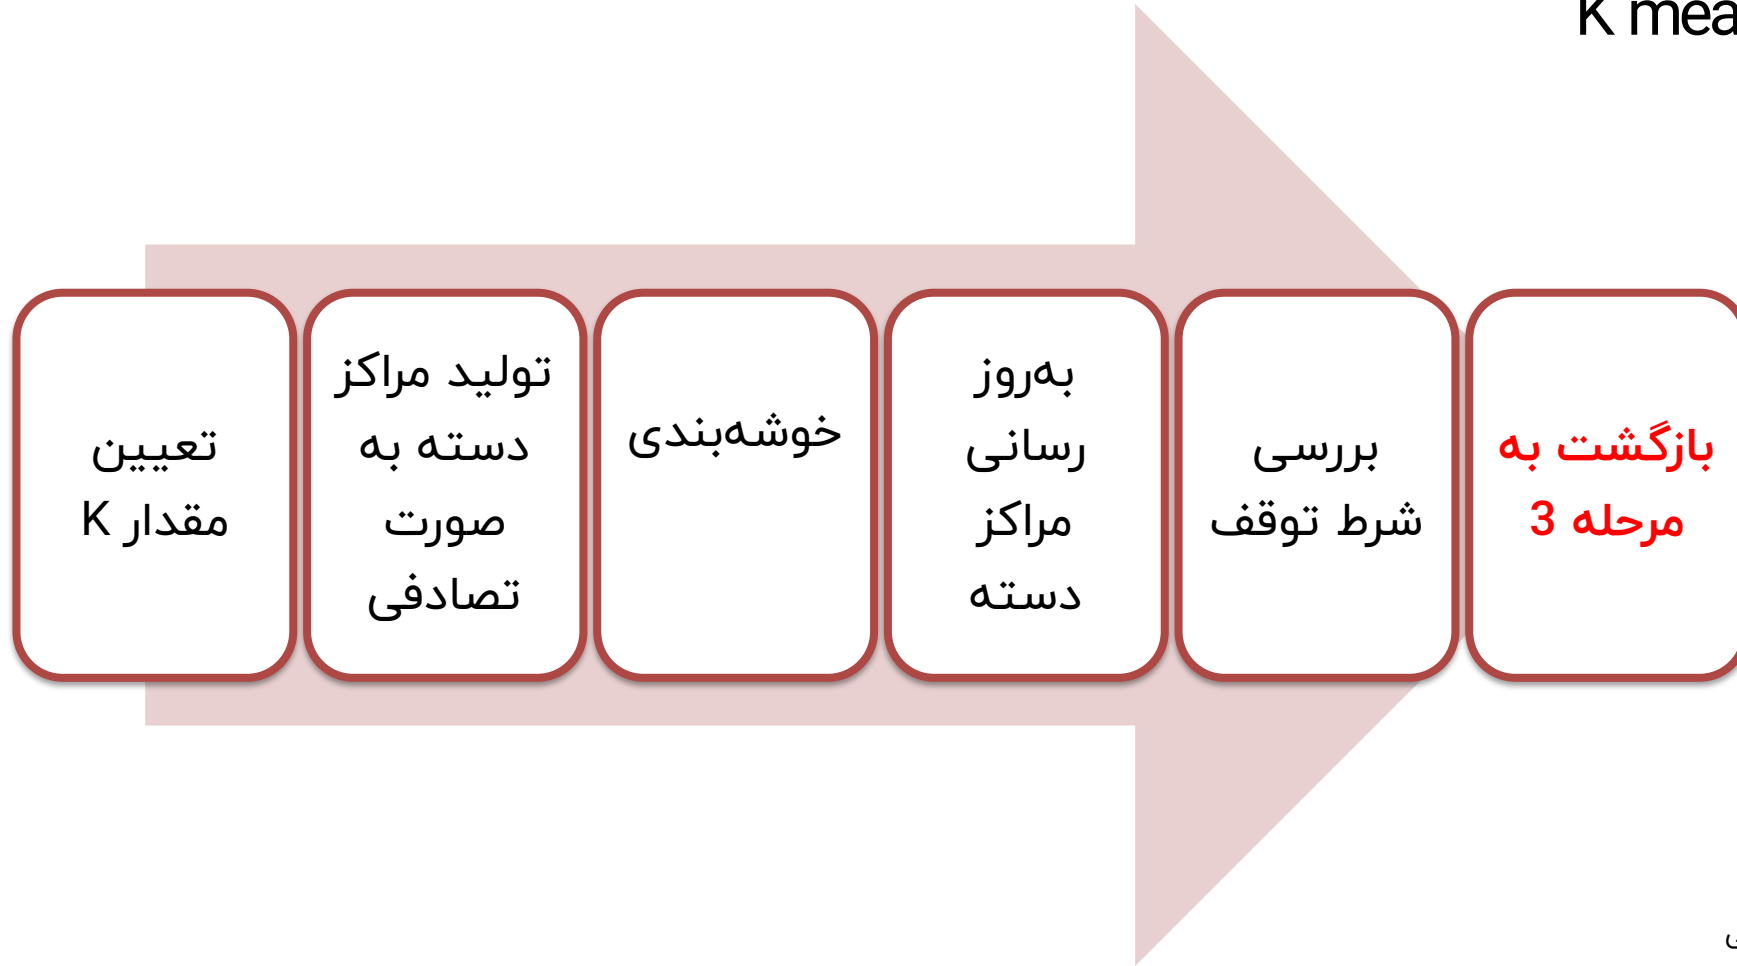 K mea
تعیین
مقدار K
تولید مراکز
دسته به
صورت
تصادفی
خوشه‌بندی
به‌روز
رسانی
مراکز
دسته
بررسی
شرط توقف
بازگشت به
مرحله 3